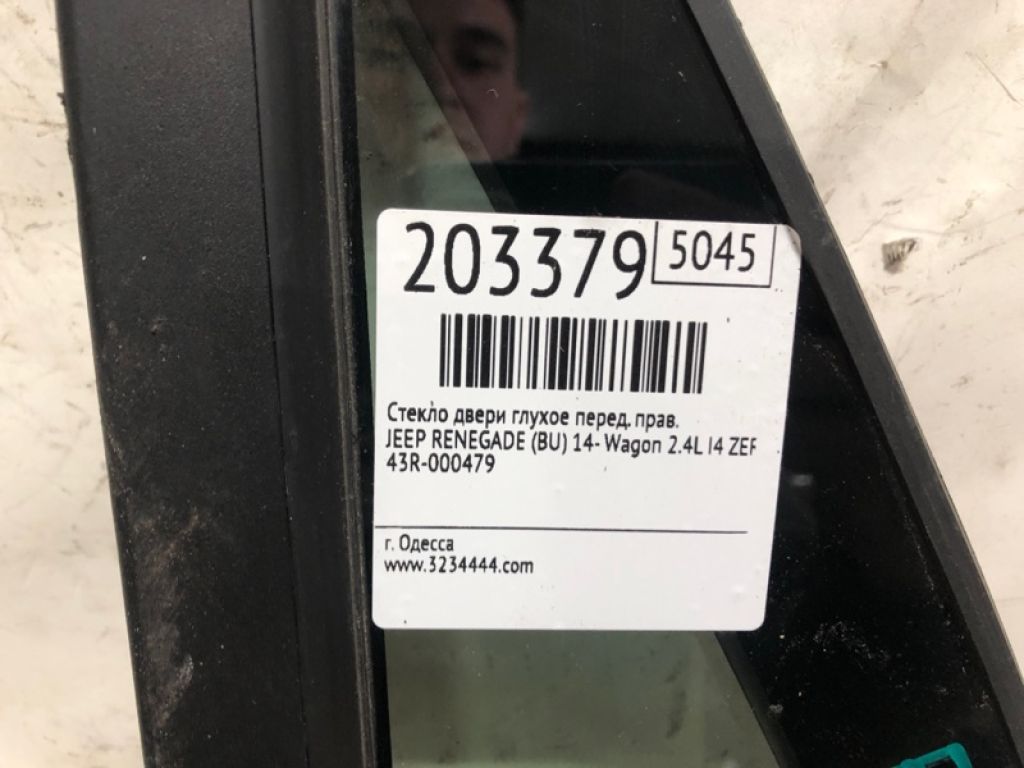 203379 5045
Стекло двери глухое перед. прав.
JEEP RENEGADE (BU) 14- Wagon 2.4L I4 ZEF
43R-000479
г. Одесса
www.3234444.com